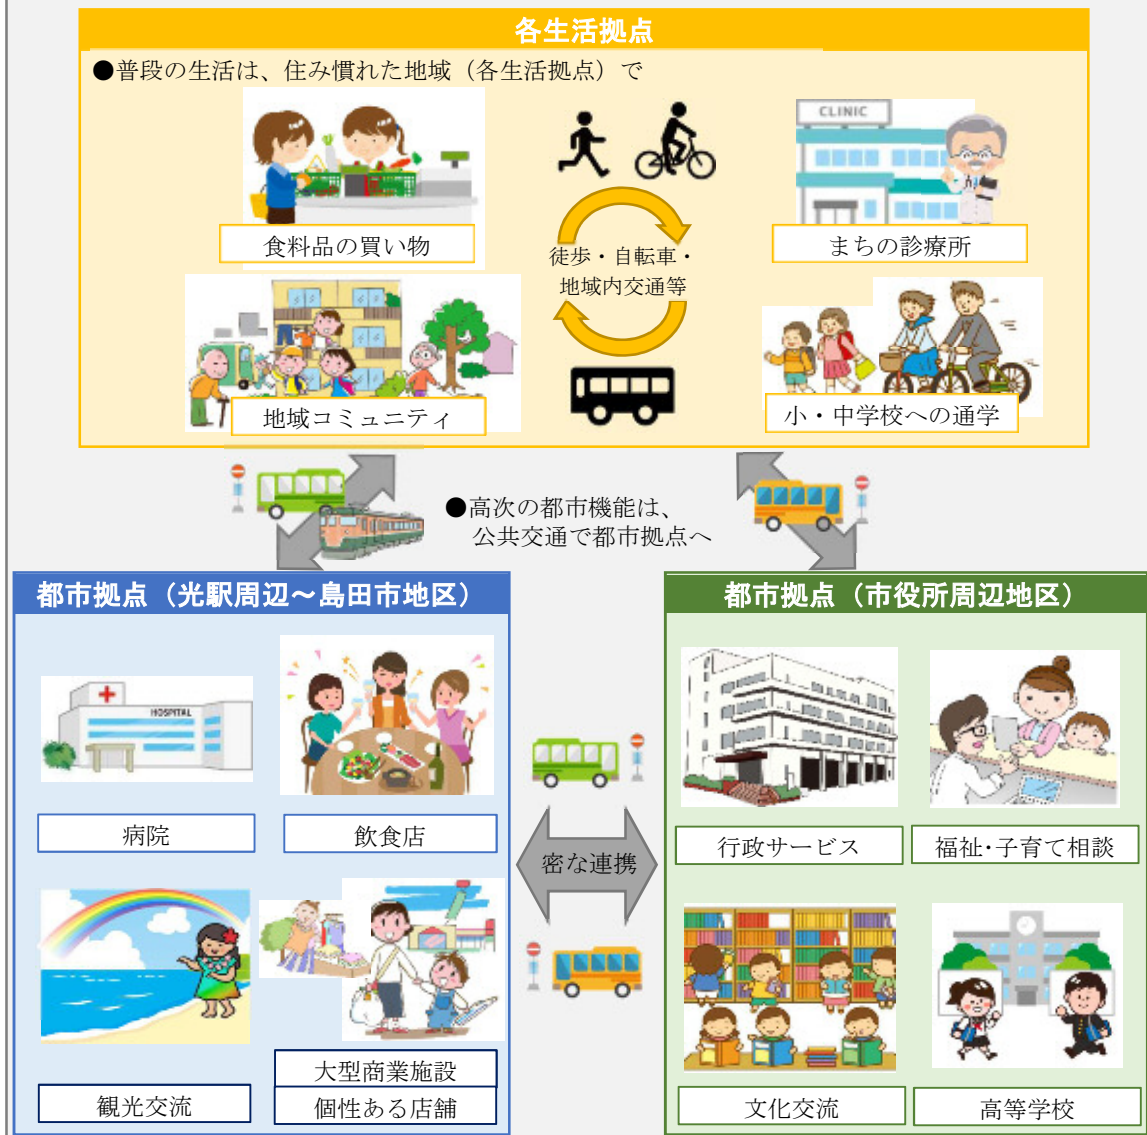 各生活拠点
●普段の生活は、住み慣れた地域（各生活拠点）で
CLINIC
食料品の買い物
徒歩・自転車・
地域内交通等
まちの診療所
地域コミュニティ
小・中学校への通学
●高次の都市機能は、
公共交通で都市拠点へ
都市拠点（光駅周辺～島田市地区）
HOSPITAL
病院
飲食店
観光交流
大型商業施設
個性ある店舗
密な連携
都市拠点（市役所周辺地区）
行政サービス
福祉・子育て相談
文化交流
高等学校